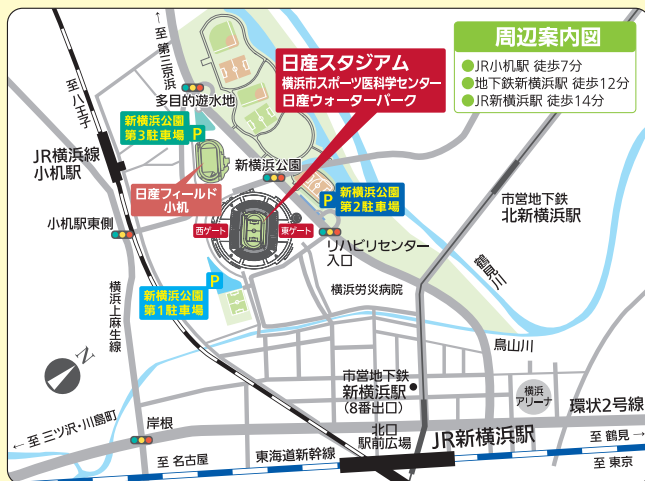 周辺案内図
●JR小机駅 徒歩7分
●地下鉄新横浜駅 徒歩12分
●JR新横浜駅 徒歩14分
日産スタジアム
横浜市スポーツ医科学センター
日産ウォーターパーク
← 至 第三京浜
← 至 八王子
多目的遊水地
新横浜公園
第3駐車場
P
JR横浜線
小机駅
新横浜公園
日産フィールド
小机
P
新横浜公園
第2駐車場
市営地下鉄
北新横浜駅
小机駅東側
西ゲート
東ゲート
リハビリセンター
入口
鶴見川
P
新横浜公園
第1駐車場
横浜労災病院
横浜上麻生線
鳥山川
N
市営地下鉄
新横浜駅
(8番出口)
横浜
アリーナ
環状2号線
← 至 三ツ沢・川島町
岸根
北口
駅前広場
JR新横浜駅
至 鶴見 →
至 名古屋
東海道新幹線
至 東京